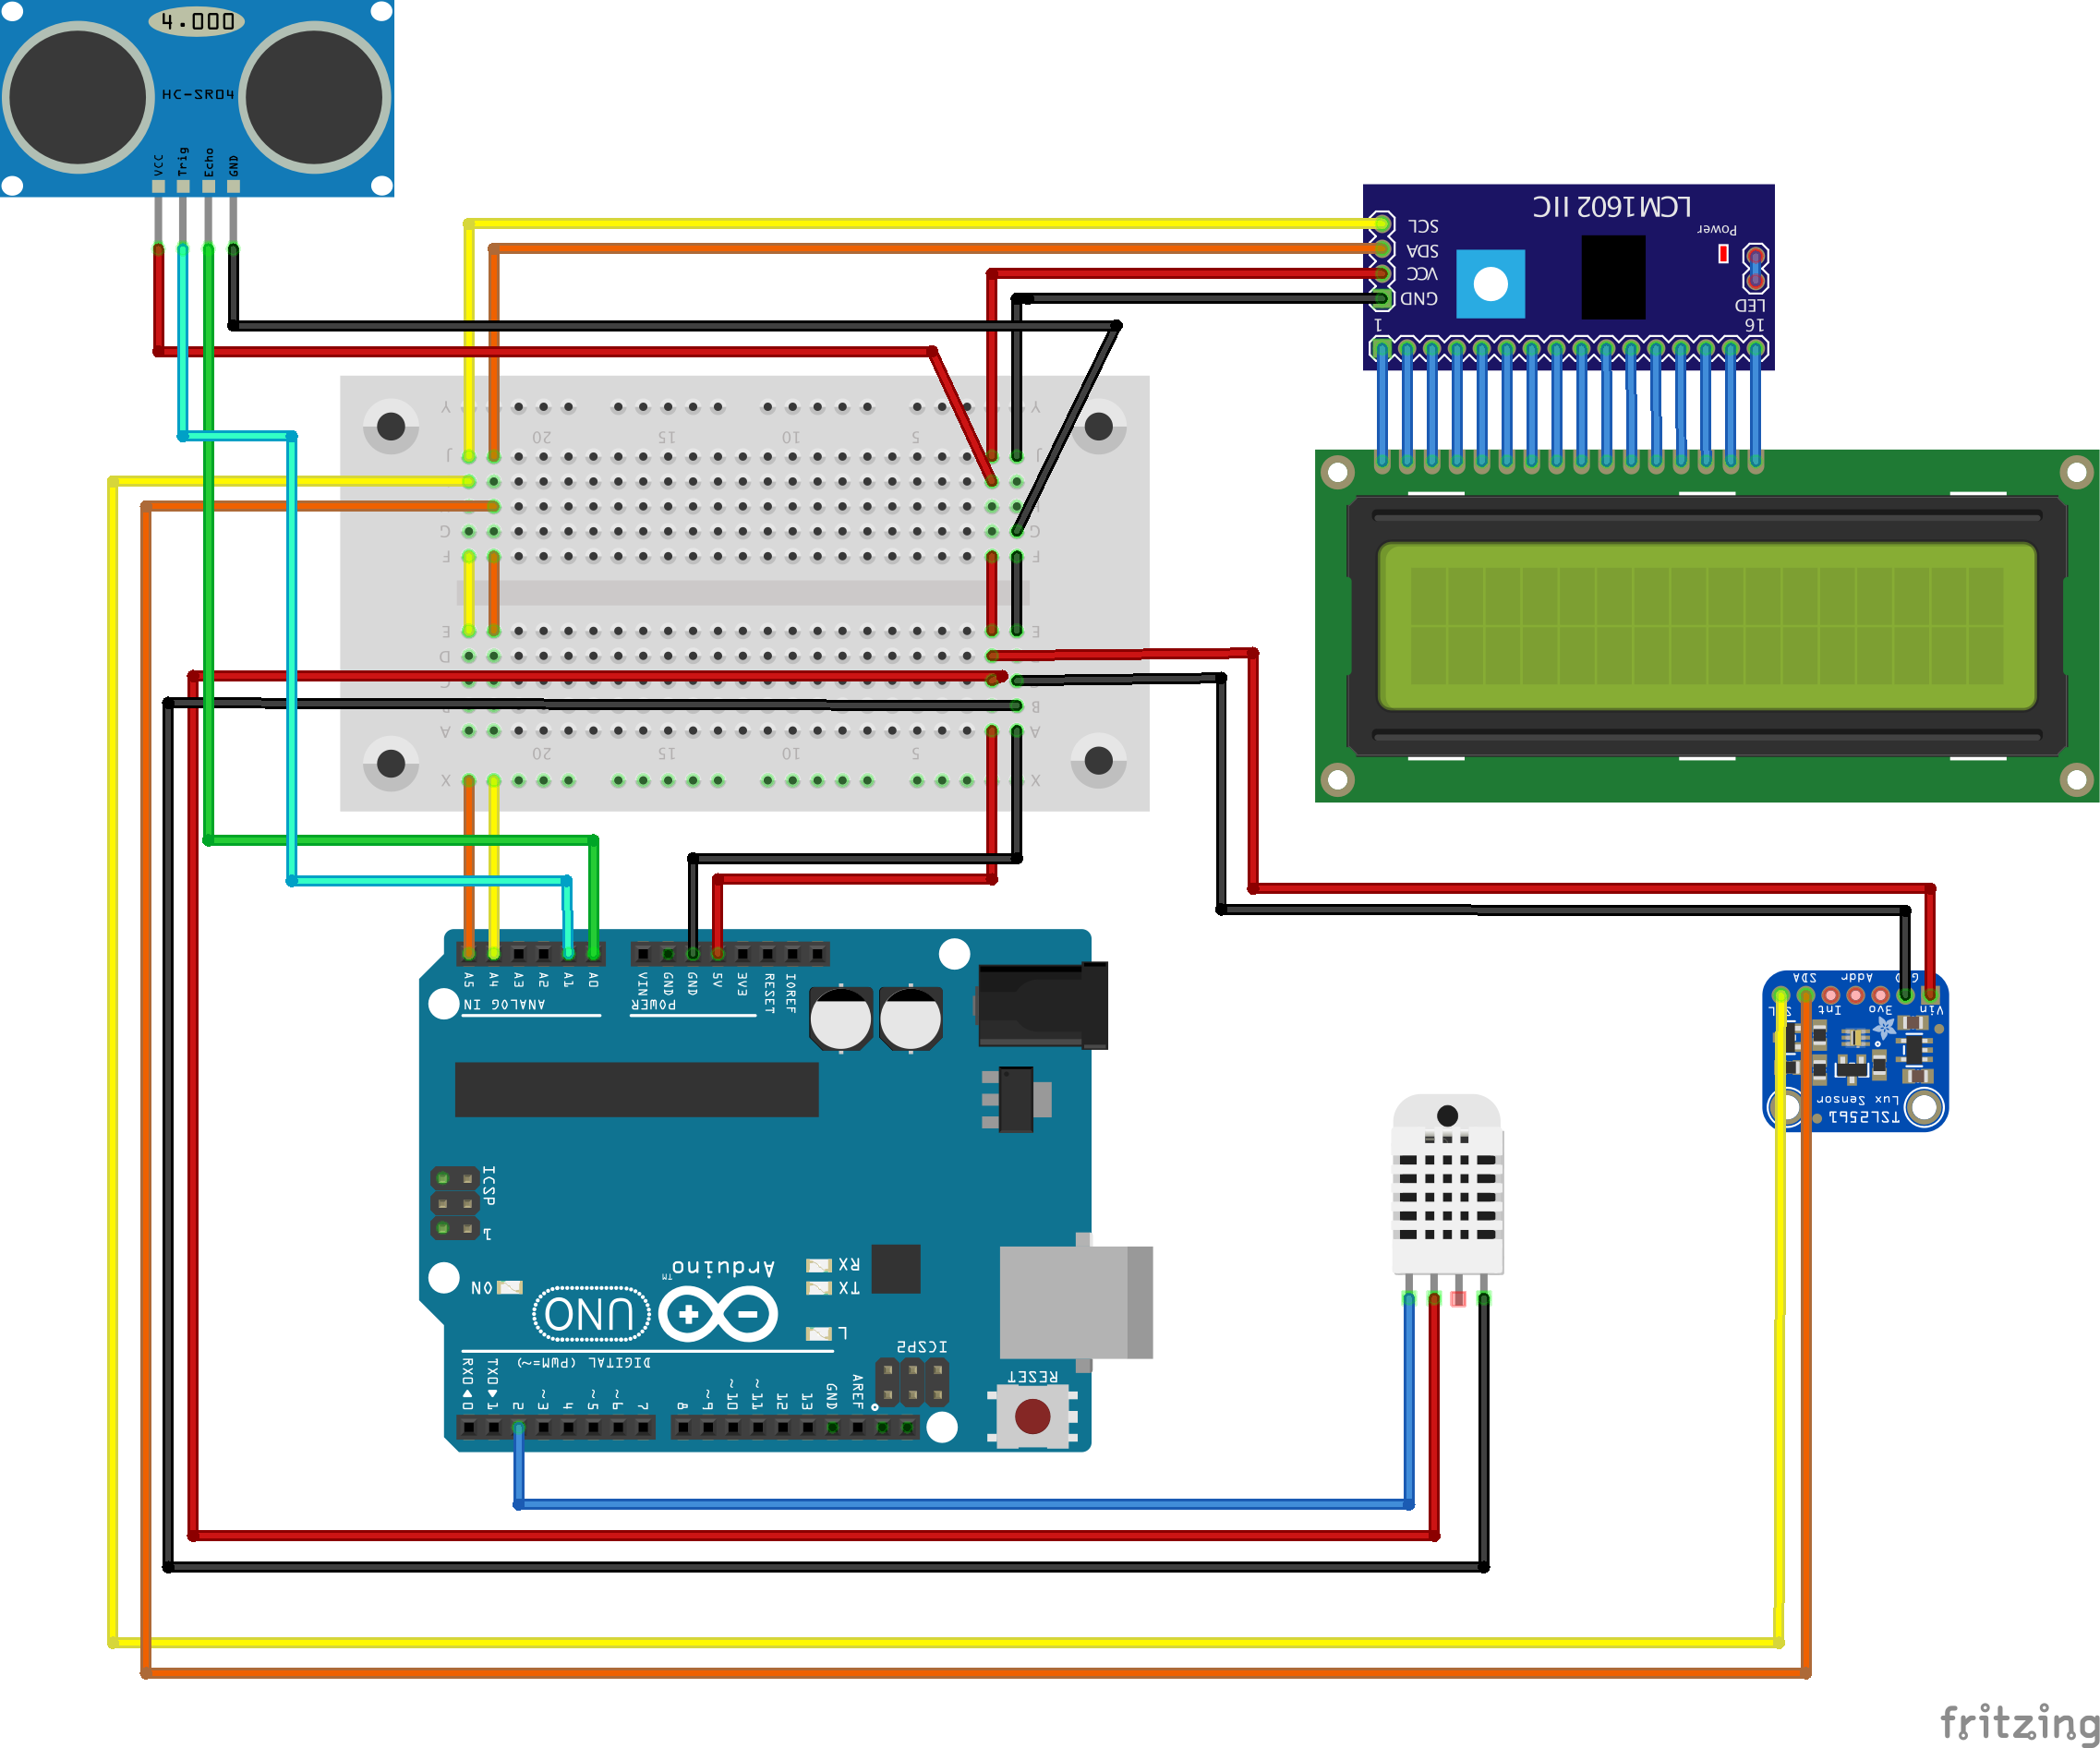 4.000
HC-SR04
VCC
Trig
Echo
GND
LCM1602 IIC
SCL
SDA
VCC
GND
Power
LED
1
16
Y
Y
20
15
10
5
J
J
G
G
F
F
E
E
D
C
B
A
A
20
15
10
5
X
X
A5
A4
A3
A2
A1
A0
VIN
GND
GND
5V
3V3
RESET
IOREF
ANALOG IN
POWER
ICSP
1
ON
UNO
Arduino
TM
RX
TX
L
ICSP2
RESET
DIGITAL (PWM=~)
RX0
TX0
0
1
2
~3
4
~5
~6
7
8
~9
~10
~11
12
13
GND
AREF
SDA
Addr
Int
3vo
Vin
Lux Sensor
TSL2561
fritzing